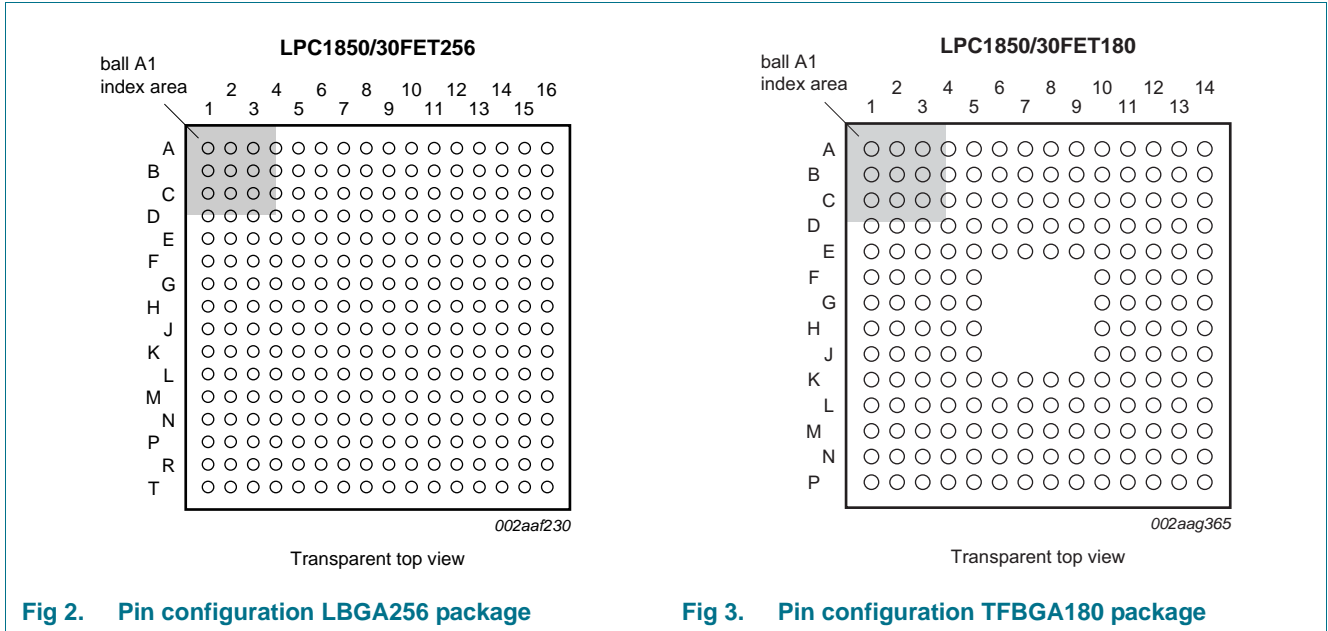 LPC1850/30FET256
ball A1
index area
2 4 6 8 10 12 14 16
1 3 5 7 9 11 13 15
A
B
C
D
E
F
G
H
J
K
L
M
N
P
R
T
002aaf230
Transparent top view
Fig 2. Pin configuration LBGA256 package
LPC1850/30FET180
ball A1
index area
2 4 6 8 10 12 14
1 3 5 7 9 11 13
A
B
C
D
E
F
G
H
J
K
L
M
N
P
002aag365
Transparent top view
Fig 3. Pin configuration TFBGA180 package